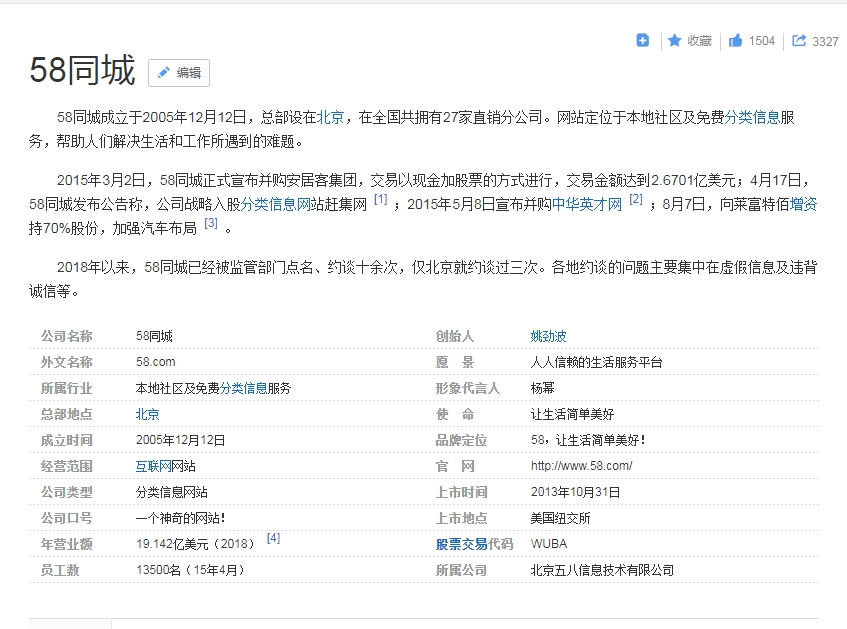 收藏 1504 3327
58同城 编辑
58同城成立于2005年12月12日，总部设在北京，在全国共拥有27家直销分公司。网站定位于本地社区及免费分类信息服
务，帮助人们解决生活和工作所遇到的难题。
2015年3月2日，58同城正式宣布并购安居客集团，交易以现金加股票的方式进行，交易金额达到2.6701亿美元；4月17日，
58同城发布公告称，公司战略入股分类信息网站赶集网 [1] ；2015年5月8日宣布并购中华英才网 [2] ；8月7日，向莱富特佰增资
持70%股份，加强汽车布局 [3] 。
2018年以来，58同城已经被监管部门点名、约谈十余次，仅北京就约谈过三次。各地约谈的问题主要集中在虚假信息及违背
诚信等。
公司名称 58同城 创始人 姚劲波
外文名称 58.com 愿 景 人人信赖的生活服务平台
所属行业 本地社区及免费分类信息服务 形象代言人 杨幂
总部地点 北京 使 命 让生活简单美好
成立时间 2005年12月12日 品牌定位 58，让生活简单美好！
经营范围 互联网网站 官 网 http://www.58.com/
公司类型 分类信息网站 上市时间 2013年10月31日
公司口号 一个神奇的网站！ 上市地点 美国纽交所
年营业额 19.142亿美元（2018） [4] 股票交易代码 WUBA
员工数 13500名（15年4月） 所属公司 北京五八信息技术有限公司